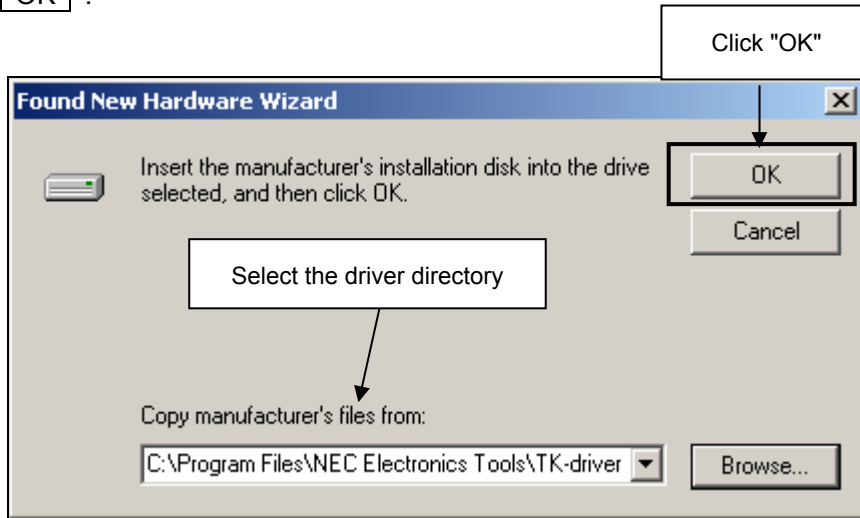 OK .
Click "OK"
Found New Hardware Wizard
Insert the manufacturer's installation disk into the drive
selected, and then click OK.
OK
Cancel
Select the driver directory
Copy manufacturer's files from:
C:\Program Files\NEC Electronics Tools\TK-driver
Browse...